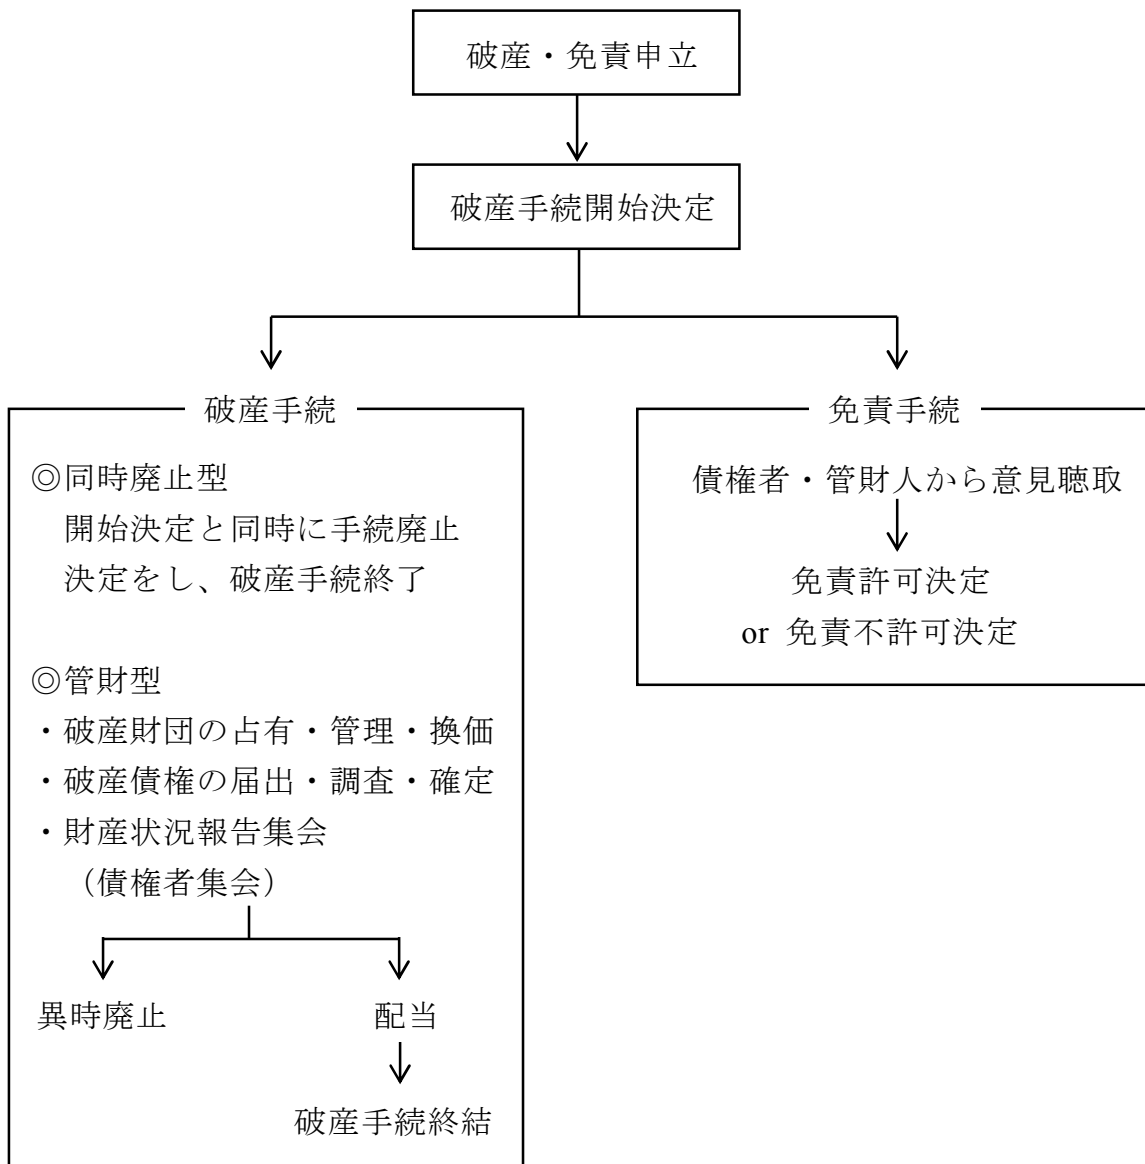 破産・免責申立
破産手続開始決定
破産手続
◎同時廃止型
開始決定と同時に手続廃止
決定をし、破産手続終了
◎管財型
・破産財団の占有・管理・換価
・破産債権の届出・調査・確定
・財産状況報告集会
（債権者集会）
異時廃止
配当
破産手続終結
免責手続
債権者・管財人から意見聴取
免責許可決定
or 免責不許可決定